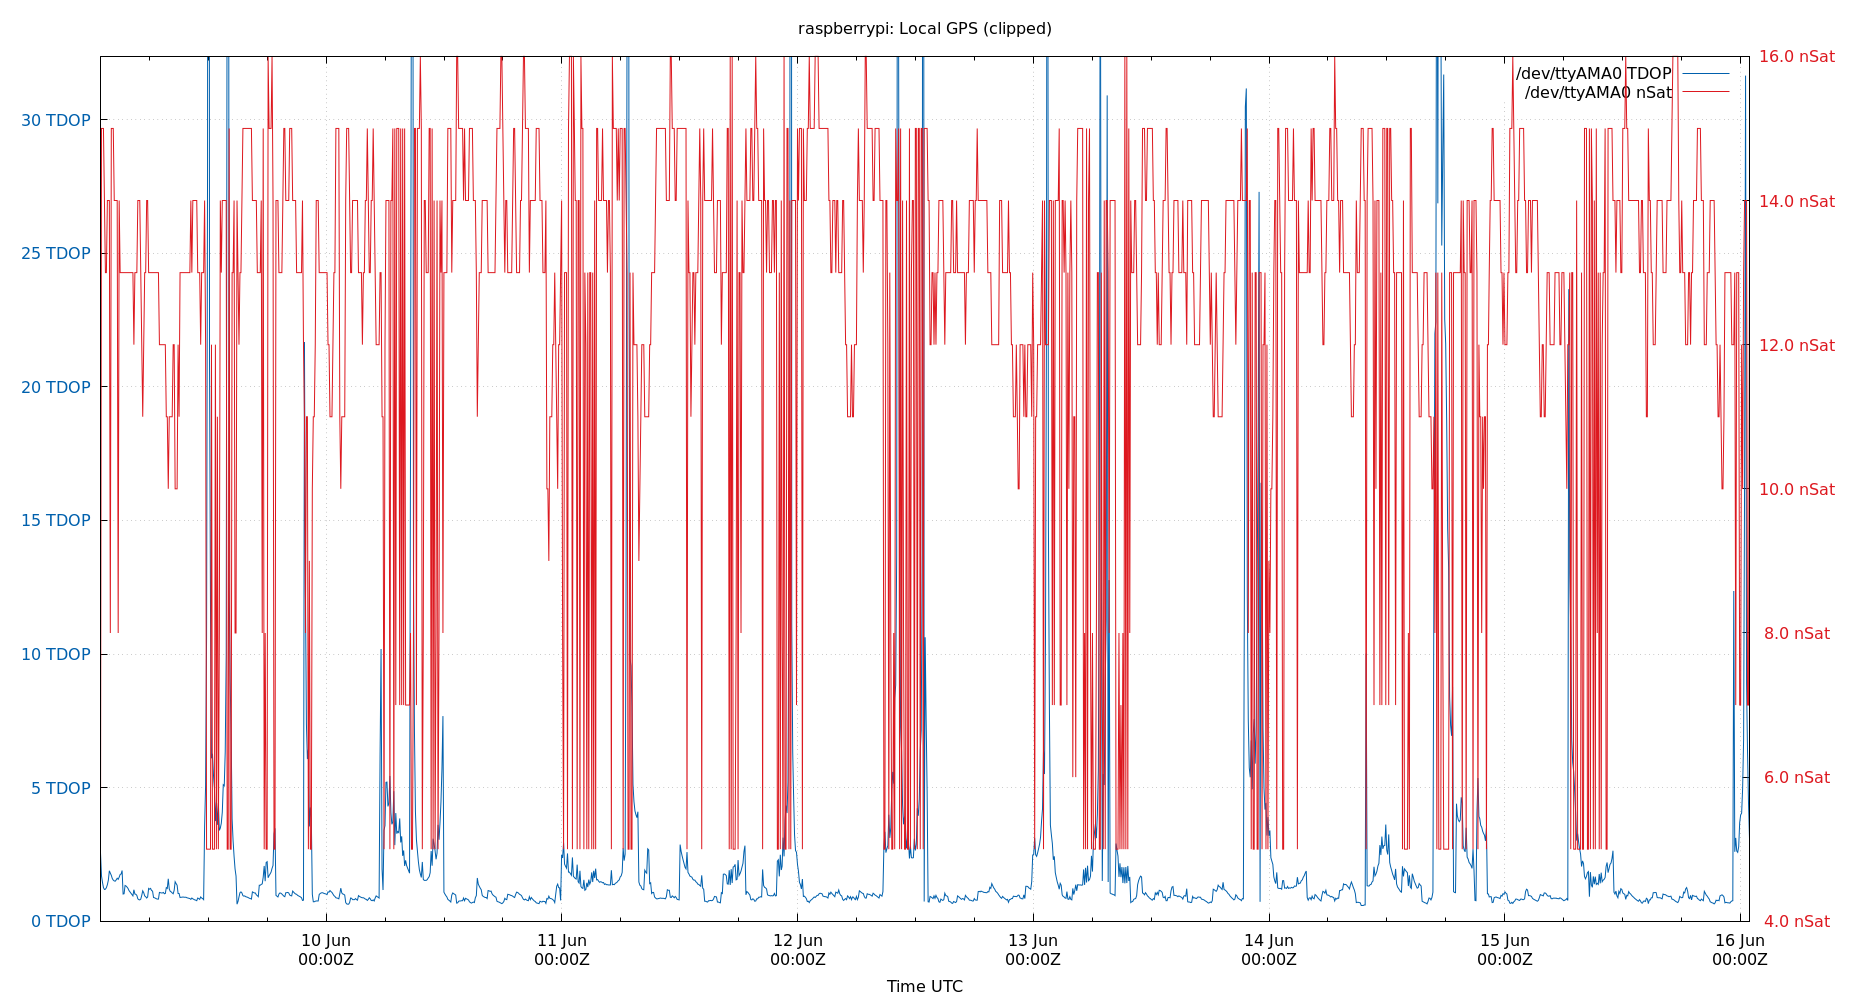 raspberrypi: Local GPS (clipped)
16.0 nSat
/dev/ttyAMA0 TDOP
/dev/ttyAMA0 nSat
30 TDOP
14.0 nSat
25 TDOP
12.0 nSat
20 TDOP
10.0 nSat
15 TDOP
8.0 nSat
10 TDOP
6.0 nSat
5 TDOP
0 TDOP
4.0 nSat
10 Jun 11 Jun 12 Jun 13 Jun 14 Jun 15 Jun 16 Jun
00:00Z 00:00Z 00:00Z 00:00Z 00:00Z 00:00Z 00:00Z
Time UTC